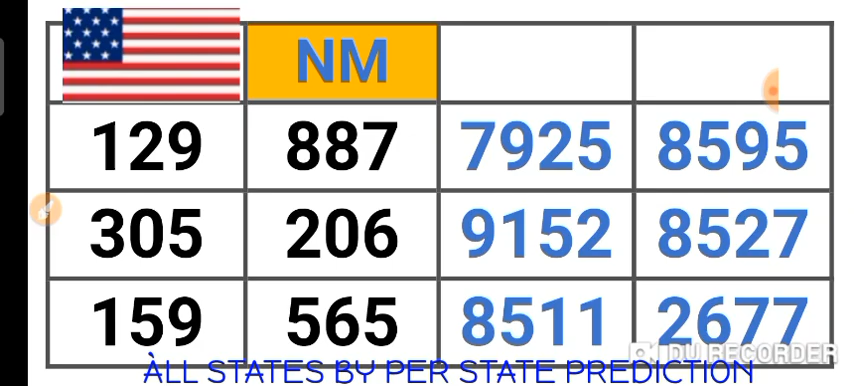 NM
129 887 7925 8595
305 206 9152 8527
159 565 8511 2677
DU RECORDER
ÀLL STATES BY PER STATE PREDICTION